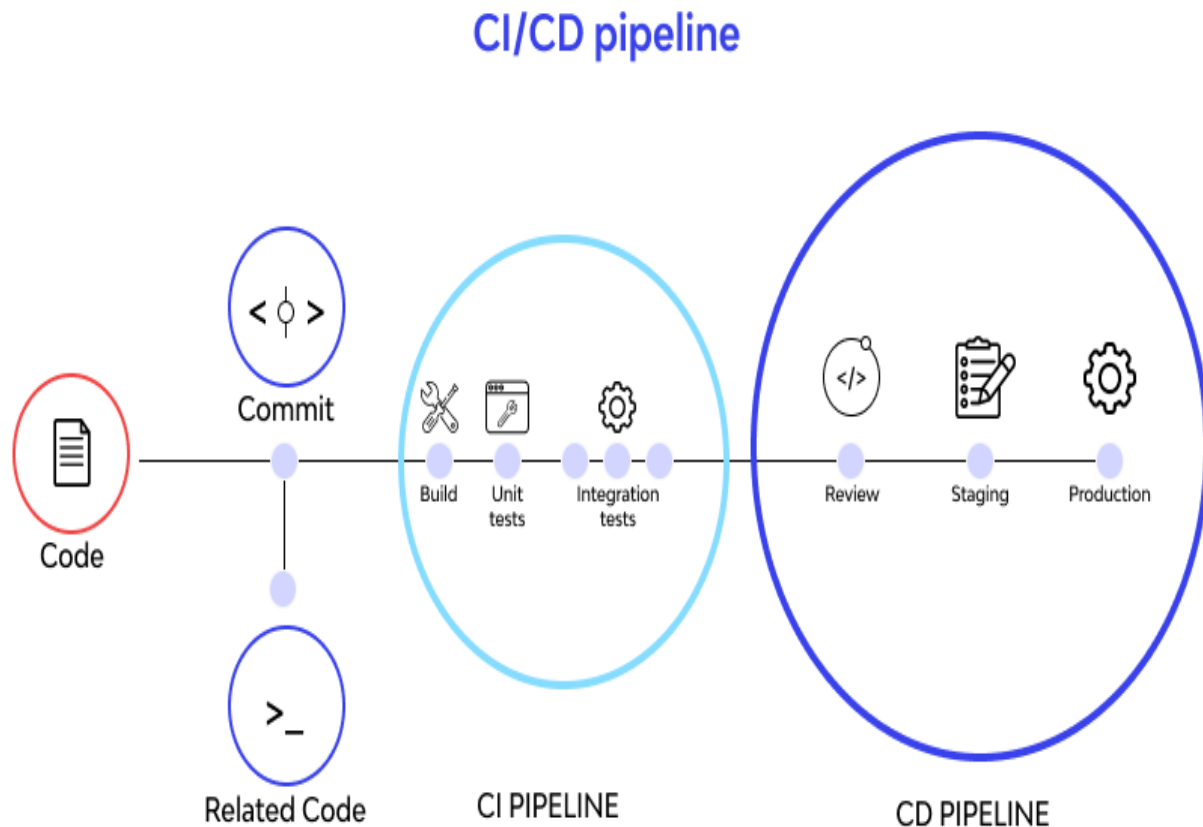 CI/CD pipeline
< >
Commit
Code
>_
Related Code
Build
Unit
tests
Integration
tests
CI PIPELINE
</>
Review
Staging
Production
CD PIPELINE